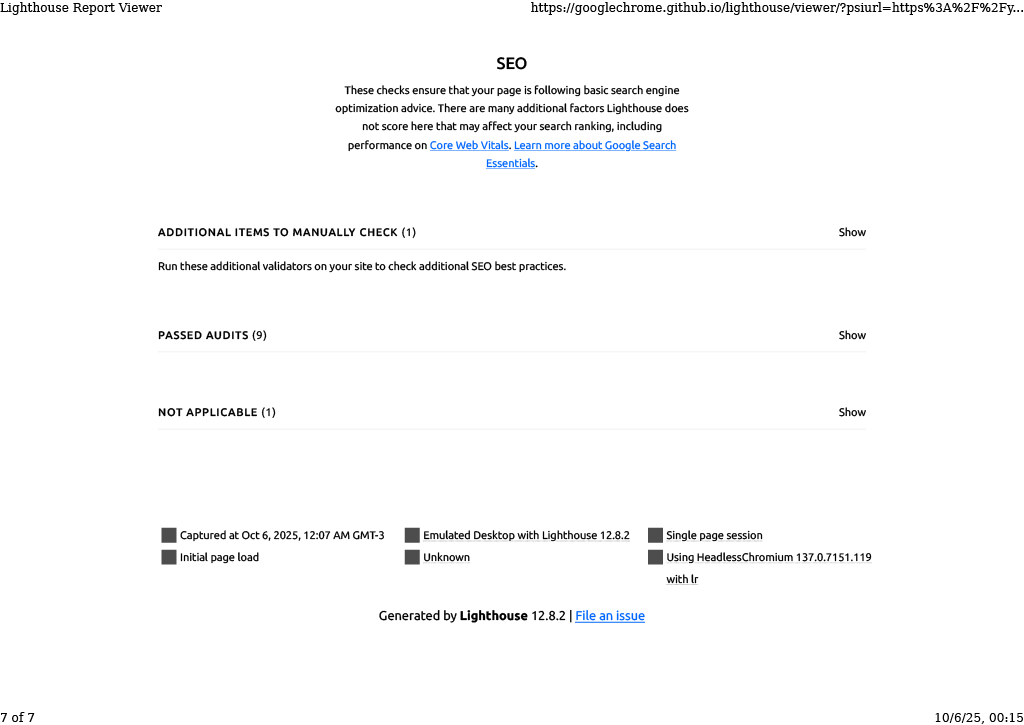 Lighthouse Report Viewer
https://googlechrome.github.io/lighthouse/viewer/?psiurl=https%3A%2F%2Fy...
SEO
These checks ensure that your page is following basic search engine
optimization advice. There are many additional factors Lighthouse does
not score here that may affect your search ranking, including
performance on Core Web Vitals. Learn more about Google Search
Essentials.
ADDITIONAL ITEMS TO MANUALLY CHECK (1)
Show
Run these additional validators on your site to check additional SEO best practices.
PASSED AUDITS (9)
Show
NOT APPLICABLE (1)
Show
Captured at Oct 6, 2025, 12:07 AM GMT-3
Emulated Desktop with Lighthouse 12.8.2
Single page session
Initial page load
Unknown
Using HeadlessChromium 137.0.7151.119
with lr
Generated by Lighthouse 12.8.2 | File an issue
7 of 7
10/6/25, 00:15